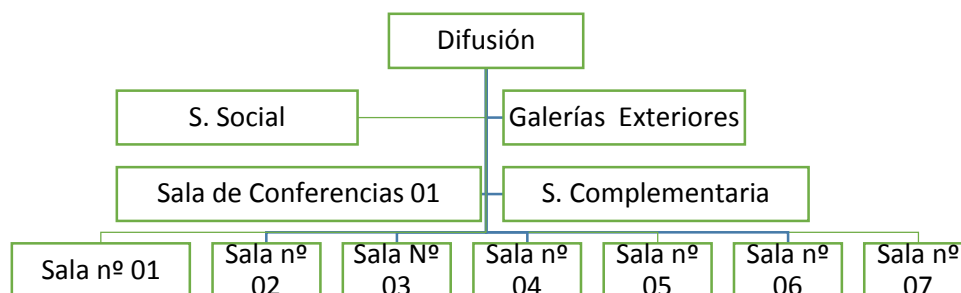 Difusión
S. Social
Galerías Exteriores
Sala de Conferencias 01
S. Complementaria
Sala nº 01
Sala nº
02
Sala Nº
03
Sala nº
04
Sala nº
05
Sala nº
06
Sala nº
07